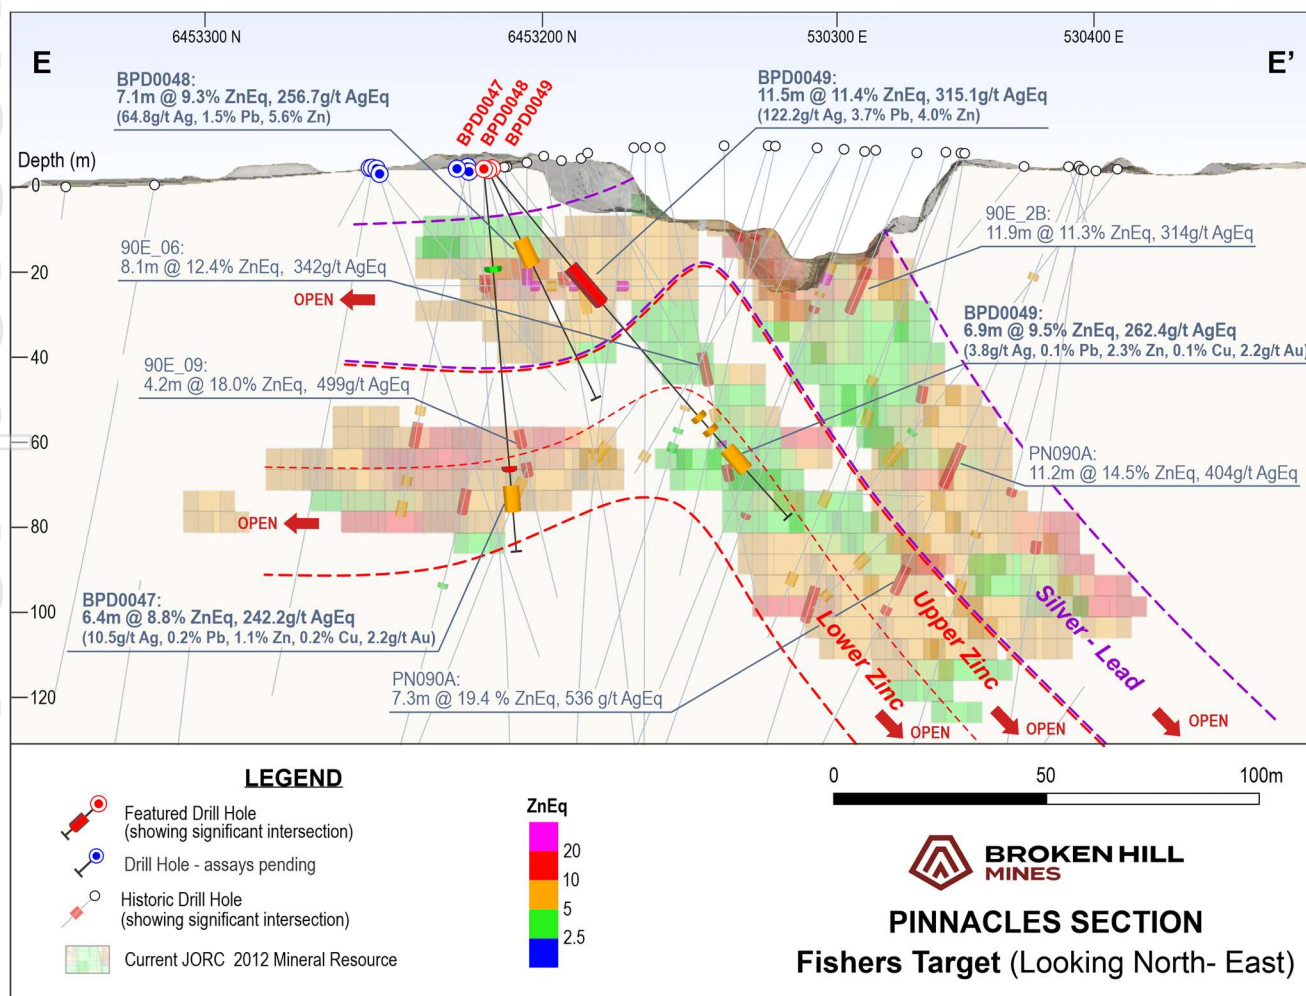 6453300 N
6453200 N
530300 E
530400 E
E
E'
BPD0048:
7.1m @ 9.3% ZnEq, 256.7g/t AgEq
(64.8g/t Ag, 1.5% Pb, 5.6% Zn)
BPD0047
BPD0048
BPD0049
BPD0049:
11.5m @ 11.4% ZnEq, 315.1g/t AgEq
(122.2g/t Ag, 3.7% Pb, 4.0% Zn)
Depth (m)
0
20
40
60
80
100
120
90E_06:
8.1m @ 12.4% ZnEq, 342g/t AgEq
OPEN
90E_2B:
11.9m @ 11.3% ZnEq, 314g/t AgEq
BPD0049:
6.9m @ 9.5% ZnEq, 262.4g/t AgEq
(3.8g/t Ag, 0.1% Pb, 2.3% Zn, 0.1% Cu, 2.2g/t Au)
90E_09:
4.2m @ 18.0% ZnEq, 499g/t AgEq
PN090A:
11.2m @ 14.5% ZnEq, 404g/t AgEq
OPEN
BPD0047:
6.4m @ 8.8% ZnEq, 242.2g/t AgEq
(10.5g/t Ag, 0.2% Pb, 1.1% Zn, 0.2% Cu, 2.2g/t Au)
PN090A:
7.3m @ 19.4 % ZnEq, 536 g/t AgEq
Lower Zinc
Upper Zinc
Silver - Lead
OPEN
OPEN
OPEN
LEGEND
Featured Drill Hole
(showing significant intersection)
Drill Hole - assays pending
Historic Drill Hole
(showing significant intersection)
Current JORC 2012 Mineral Resource
ZnEq
20
10
5
2.5
0
50
100m
BROKEN HILL
MINES
PINNACLES SECTION
Fishers Target (Looking North- East)